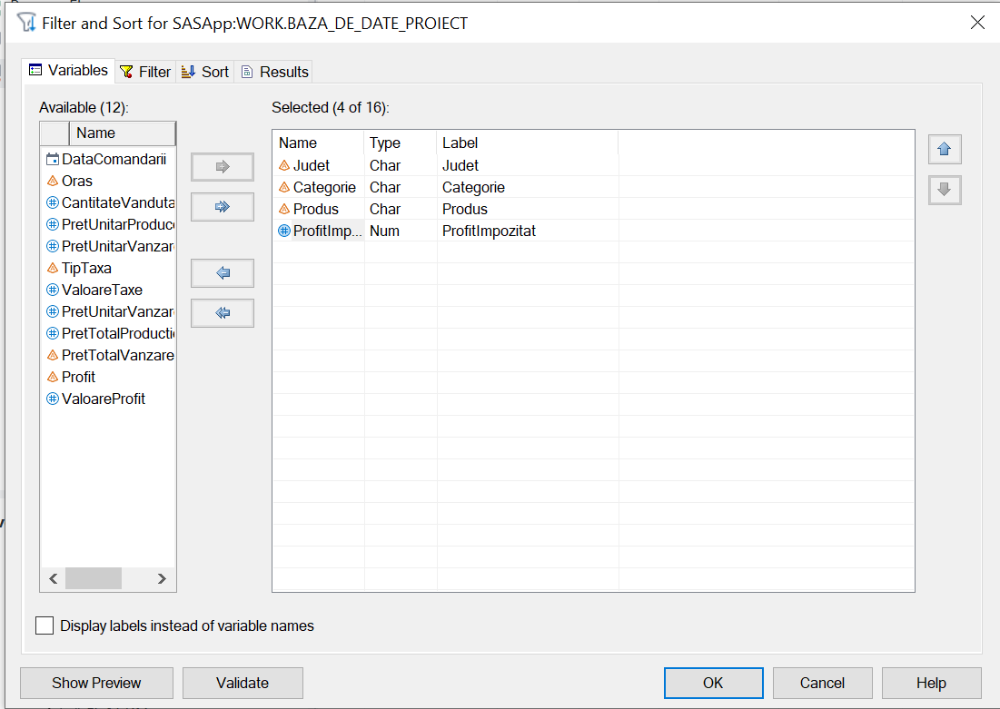 Filter and Sort for SASApp:WORK.BAZA_DE_DATE_PROIECT
Variables Filter Sort Results
Available (12):
Name
DataComandarii
Oras
CantitateVanduta
PretUnitarProduc
PretUnitarVanzar
TipTaxa
ValoareTaxe
PretUnitarVanzar
PretTotalProducti
PretTotalVanzare
Profit
ValoareProfit
Selected (4 of 16):
Name Type Label
Judet Char Judet
Categorie Char Categorie
Produs Char Produs
ProfitImp... Num ProfitImpozitat
Display labels instead of variable names
Show Preview Validate OK Cancel Help